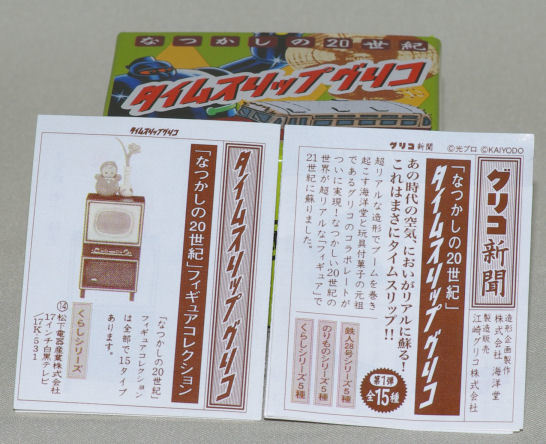 なつかしの20世紀
タイムスリップグリコ
タイムスリップグリコ
タイムスリップグリコ
「なつかしの20世紀」フィギュアコレクション
「なつかしの20世紀」
フィギュアコレクション
は全部で15タイプ
あります。
くらしシリーズ
⑭
松下電器産業株式会社
17インチ白黒テレビ
/17K-531
グリコ新聞
©光プロ ©KAIYODO
グリコ新聞
造形企画製作
株式会社 海洋堂
製造販売
江崎グリコ株式会社
「なつかしの20世紀」
タイムスリップグリコ
あの時代の空気、においがリアルに蘇る!
これはまさにタイムスリップ!!
超リアルな造形でブームを巻き
起こす海洋堂と玩具付菓子の元祖
であるグリコのコラボレートが
ついに実現!なつかしい20世紀の
世界が超リアルな「フィギュア」で
21世紀に蘇りました。
第1弾
全15種
鉄人28号シリーズ5種
のりものシリーズ5種
くらしシリーズ5種